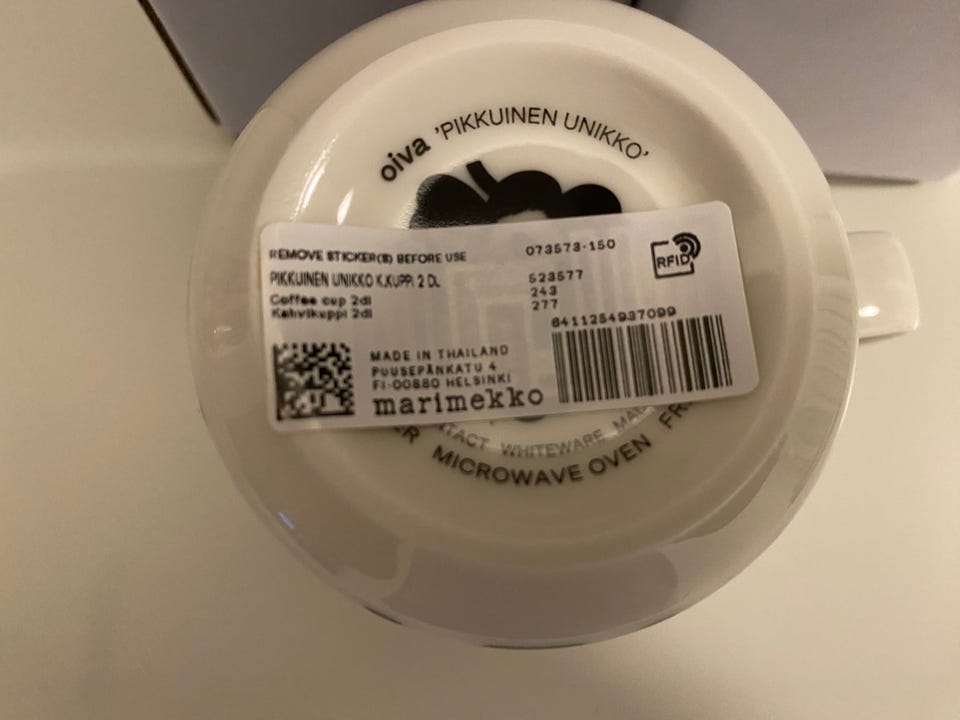 oiva 'PIKKUINEN UNIKKO'
REMOVE STICKER(S) BEFORE USE
073573-150
RFID
PIKKUINEN UNIKKO K.KUPPI 2 DL
523577
Coffee cup 2dl
243
Kahvikuppi 2dl
277
6411254937099
MADE IN THAILAND
PUUSEPÄNKATU 4
FI-00880 HELSINKI
marimekko
WHITEWARE
MICROWAVE OVEN